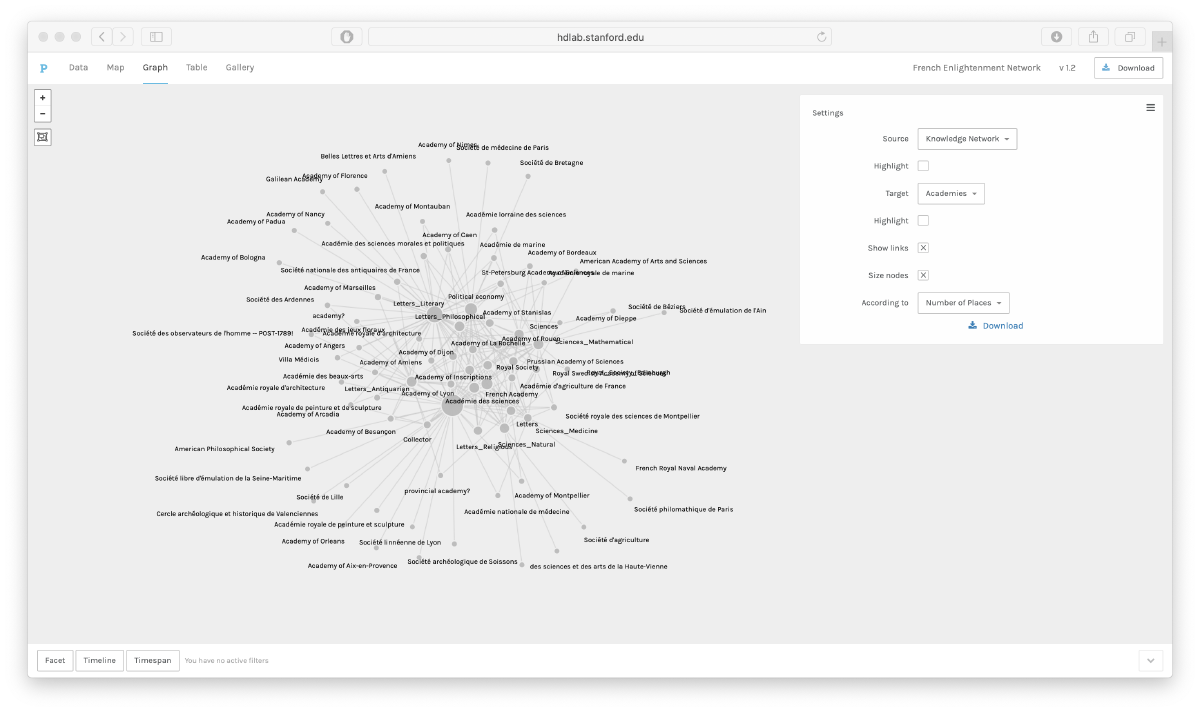 hdlab.stanford.edu
Data Map Graph Table Gallery
French Enlightenment Network v 1.2 Download
+
−
Settings
Source Knowledge Network
Highlight
Target Academies
Highlight
Show links
Size nodes
According to Number of Places
Download
Academy of Nimes
Société de médecine de Paris
Belles Lettres et Arts d'Amiens
Société de Bretagne
Academy of Florence
Galilean Academy
Academy of Montauban
Academy of Nancy
Académie lorraine des sciences
Academy of Padua
Academy of Caen
Académie des sciences morales et politiques
Académie de marine
Academy of Bordeaux
Academy of Bologna
American Academy of Arts and Sciences
Société nationale des antiquaires de France
St-Petersburg Academy of Sciences
Académie royale de marine
Academy of Marseilles
Political economy
Société des Ardennes
Letters_Literary
Société de Béziers
Société d'émulation de l'Ain
Academy of Stanislas
academy?
Letters_Philosophical
Academy of Dieppe
Sciences
Académie des jeux floraux
Société des observateurs de l'homme -- POST-1789!
Académie royale d'architecture
Academy of Rouen
Academy of La Rochelle
Sciences_Mathematical
Academy of Angers
Academy of Dijon
Villa Médicis
Academy of Amiens
Prussian Academy of Sciences
Royal Society
Royal Swedish Academy of Sciences
Académie des beaux-arts
Academy of Inscriptions
Académie royale d'architecture
Letters_Antiquarian
Académie d'agriculture de France
Academy of Lyon
French Academy
Académie des sciences
Académie royale de peinture et de sculpture
Academy of Arcadia
Société royale des sciences de Montpellier
Letters
Academy of Besançon
Sciences_Medicine
Collector
American Philosophical Society
Letters_Religious
Sciences_Natural
French Royal Naval Academy
Société libre d'émulation de la Seine-Maritime
provincial academy?
Société de Lille
Academy of Montpellier
Société philomathique de Paris
Cercle archéologique et historique de Valenciennes
Académie nationale de médecine
Académie royale de peinture et sculpture
Academy of Orleans
Société linnéenne de Lyon
Société d'agriculture
Academy of Aix-en-Provence
Société archéologique de Soissons
des sciences et des arts de la Haute-Vienne
Facet Timeline Timespan You have no active filters